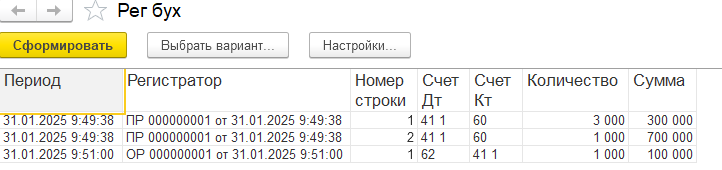 Рег бух
Сформировать Выбрать вариант... Настройки...
Период Регистратор Номер строки Счет Дт Счет Кт Количество Сумма
31.01.2025 9:49:38 ПР 000000001 от 31.01.2025 9:49:38 1 41 1 60 3 000 300 000
31.01.2025 9:49:38 ПР 000000001 от 31.01.2025 9:49:38 2 41 1 60 1 000 700 000
31.01.2025 9:51:00 ОР 000000001 от 31.01.2025 9:51:00 1 62 41 1 1 000 100 000